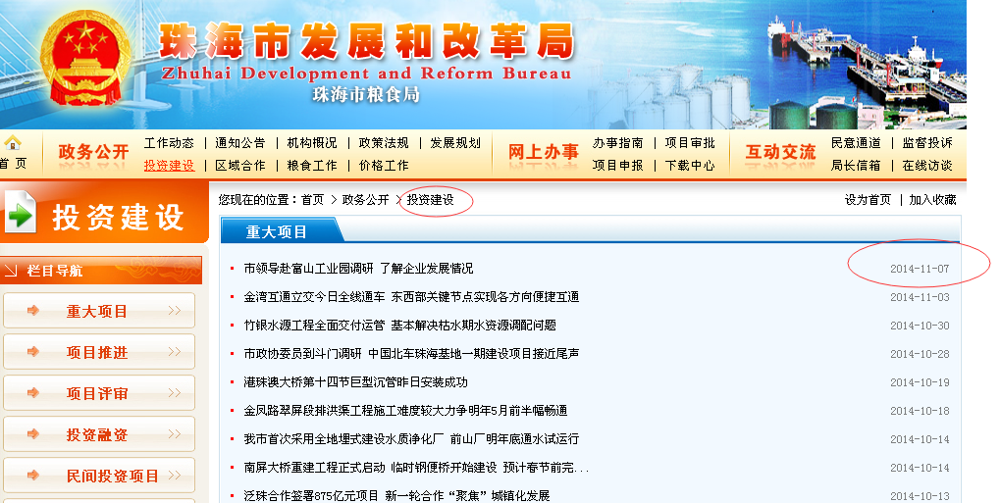 珠海市发展和改革局
Zhuhai Development and Reform Bureau
珠海市粮食局
首 页
政务公开
工作动态 | 通知公告 | 机构概况 | 政策法规 | 发展规划
投资建设 | 区域合作 | 粮食工作 | 价格工作
网上办事
办事指南 | 项目审批
项目申报 | 下载中心
互动交流
民意通道 | 监督投诉
局长信箱 | 在线访谈
投资建设
您现在的位置：首页 > 政务公开 > 投资建设
设为首页 | 加入收藏
栏目导航
重大项目 >>
项目推进 >>
项目评审 >>
投资融资 >>
民间投资项目 >>
重大项目
市领导赴富山工业园调研 了解企业发展情况 2014-11-07
金湾互通立交今日全线通车 东西部关键节点实现各方向便捷互通 2014-11-03
竹银水源工程全面交付运营 基本解决枯水期水资源调配问题 2014-10-30
市政协委员到斗门调研 中国北车珠海基地一期建设项目接近尾声 2014-10-28
港珠澳大桥第十四节巨型沉管昨日安装成功 2014-10-19
金凤路翠屏段排洪渠工程施工难度较大力争明年5月前半幅畅通 2014-10-18
我市首次采用全地埋式建设水质净化厂 前山厂明年底通水试运行 2014-10-14
南屏大桥重建工程正式启动 临时钢便桥开始建设 预计春节前完... 2014-10-14
泛珠合作签署875亿元项目 新一轮合作“聚焦”城镇化发展 2014-10-13